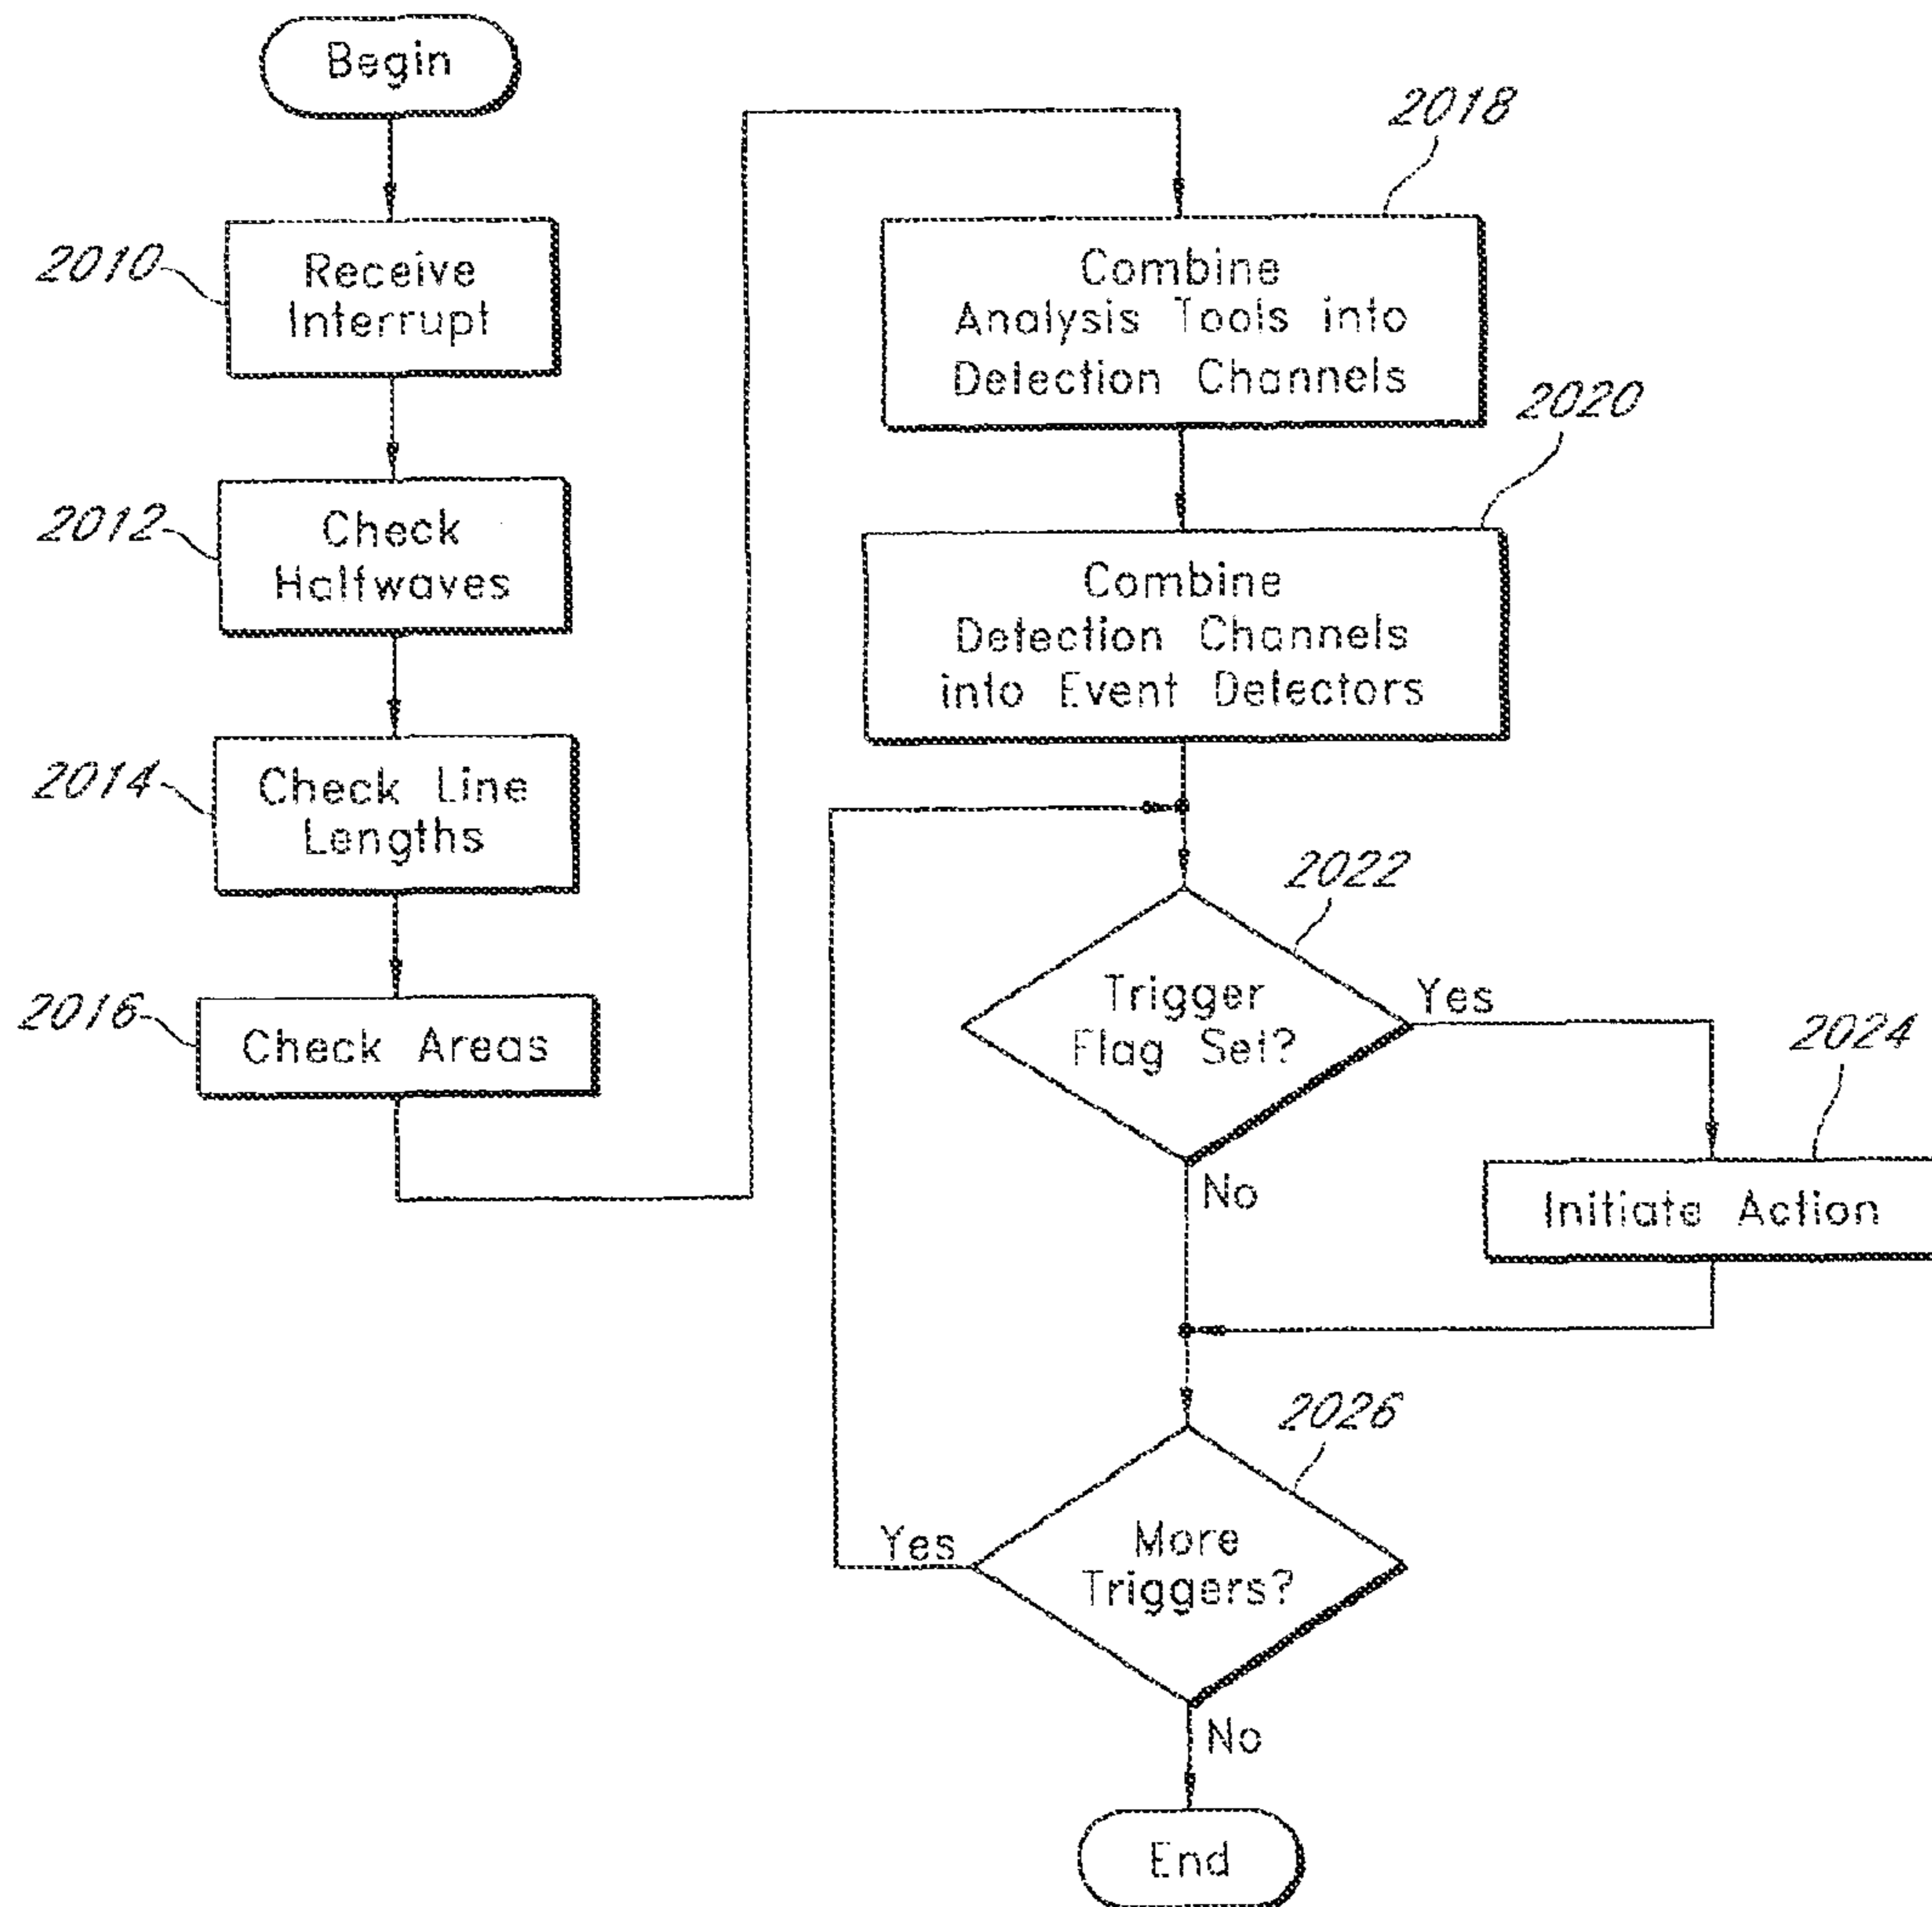 Begin
2010
Receive
Interrupt
2012
Check
Halfwaves
2014
Check Line
Lengths
2016
Check Areas
2018
Combine
Analysis Tools into
Detection Channels
2020
Combine
Detection Channels
into Event Detectors
2022
Trigger
Flag Set?
Yes
No
2024
Initiate Action
2026
More
Triggers?
Yes
No
End